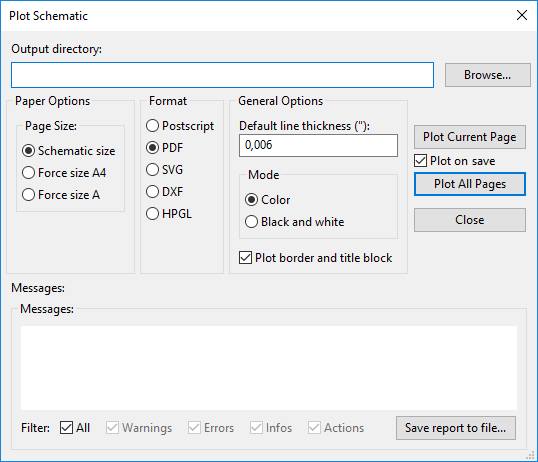 Plot Schematic
Output directory:
Browse...
Paper Options
Format
General Options
Page Size:
Schematic size
Force size A4
Force size A
Postscript
PDF
SVG
DXF
HPGL
Default line thickness ("):
0,006
Mode
Color
Black and white
Plot border and title block
Plot Current Page
Plot on save
Plot All Pages
Close
Messages:
Messages:
Filter: All Warnings Errors Infos Actions Save report to file...